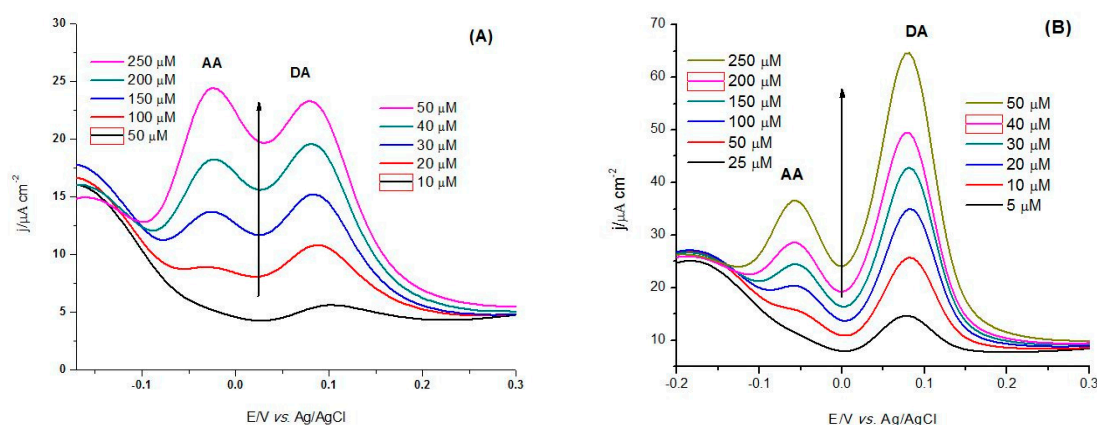 30
25
20
15
10
5
0
j/µA cm⁻²
-0.1
0.0
0.1
0.2
0.3
E/V vs. Ag/AgCl
(A)
AA
DA
250 µM
200 µM
150 µM
100 µM
50 µM
50 µM
40 µM
30 µM
20 µM
10 µM
70
60
50
40
30
20
10
j/µA cm⁻²
-0.2
-0.1
0.0
0.1
0.2
0.3
E/V vs. Ag/AgCl
(B)
DA
AA
250 µM
200 µM
150 µM
100 µM
50 µM
25 µM
50 µM
40 µM
30 µM
20 µM
10 µM
5 µM